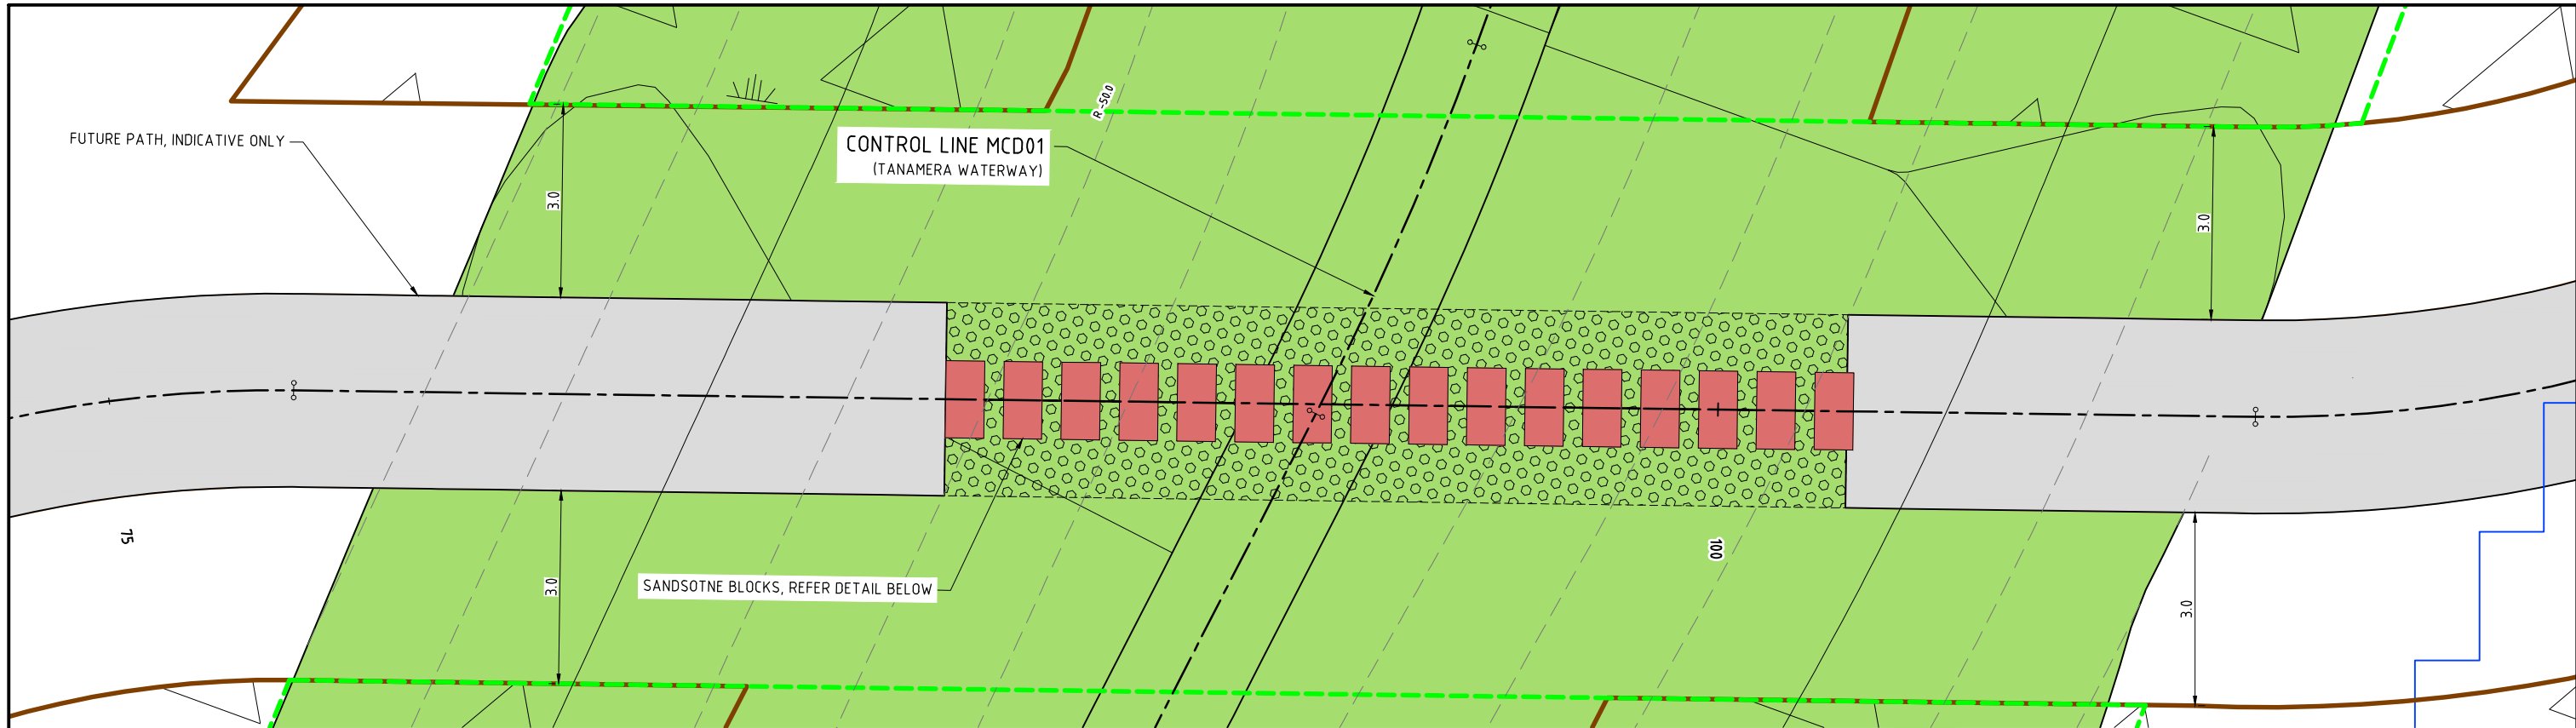 R -50.0
FUTURE PATH, INDICATIVE ONLY
CONTROL LINE MCD01
(TANAMERA WATERWAY)
3.0
3.0
75
100
SANDSOTNE BLOCKS, REFER DETAIL BELOW
3.0
3.0